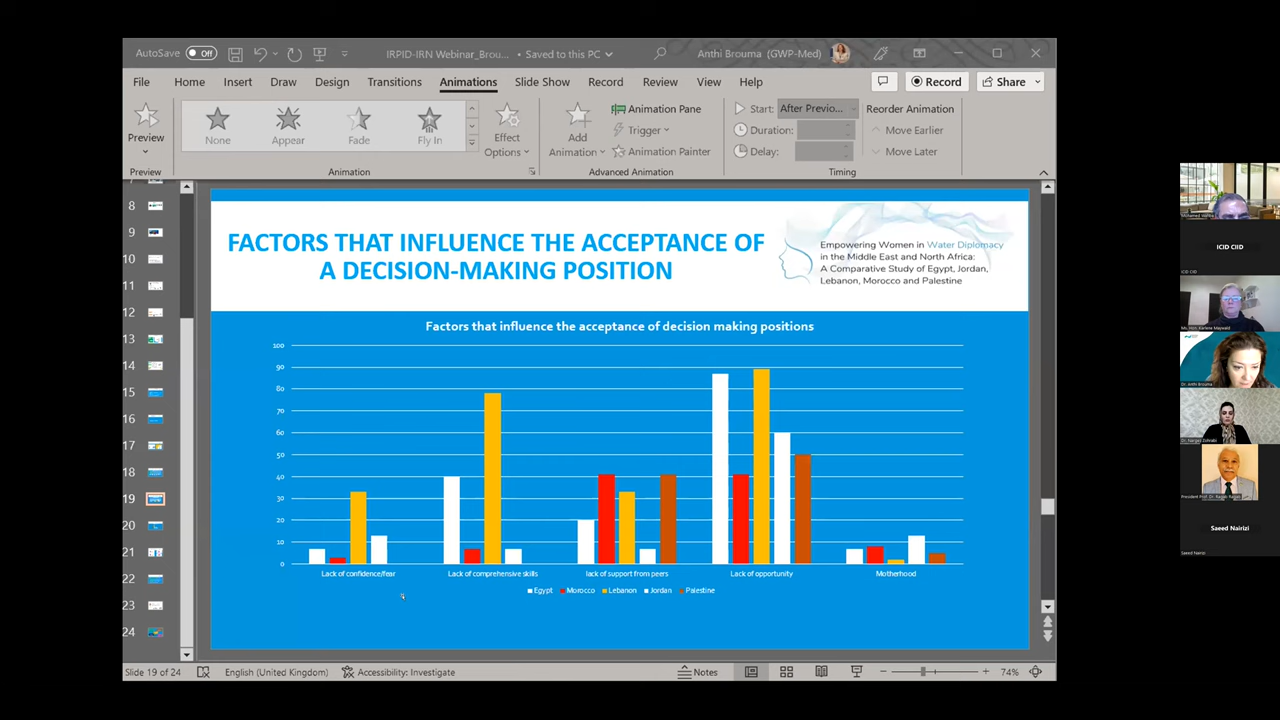 AutoSave Off IRPID-IRN Webinar_Brou... • Saved to this PC Anthi Brouma (GWP-Med)
File Home Insert Draw Design Transitions Animations Slide Show Record Review View Help Record Share
Preview None Appear Fade Fly In Effect Options Add Animation Animation Pane Trigger Animation Painter Start: After Previo... Duration: Delay: Reorder Animation Move Earlier Move Later
Preview Animation Advanced Animation Timing
8
9
10
11
12
13
14
15
16
17
18
19
20
21
22
23
24
FACTORS THAT INFLUENCE THE ACCEPTANCE OF
A DECISION-MAKING POSITION
Empowering Women in Water Diplomacy
in the Middle East and North Africa:
A Comparative Study of Egypt, Jordan,
Lebanon, Morocco and Palestine
Factors that influence the acceptance of decision making positions
100
90
80
70
60
50
40
30
20
10
0
Lack of confidence/fear Lack of comprehensive skills lack of support from peers Lack of opportunity Motherhood
Egypt Morocco Lebanon Jordan Palestine
Slide 19 of 24 English (United Kingdom) Accessibility: Investigate Notes 74%
ICID CIID
ICID CIID
Dr. Anthi Brouma
Saeed Nairizi
Saeed Nairizi